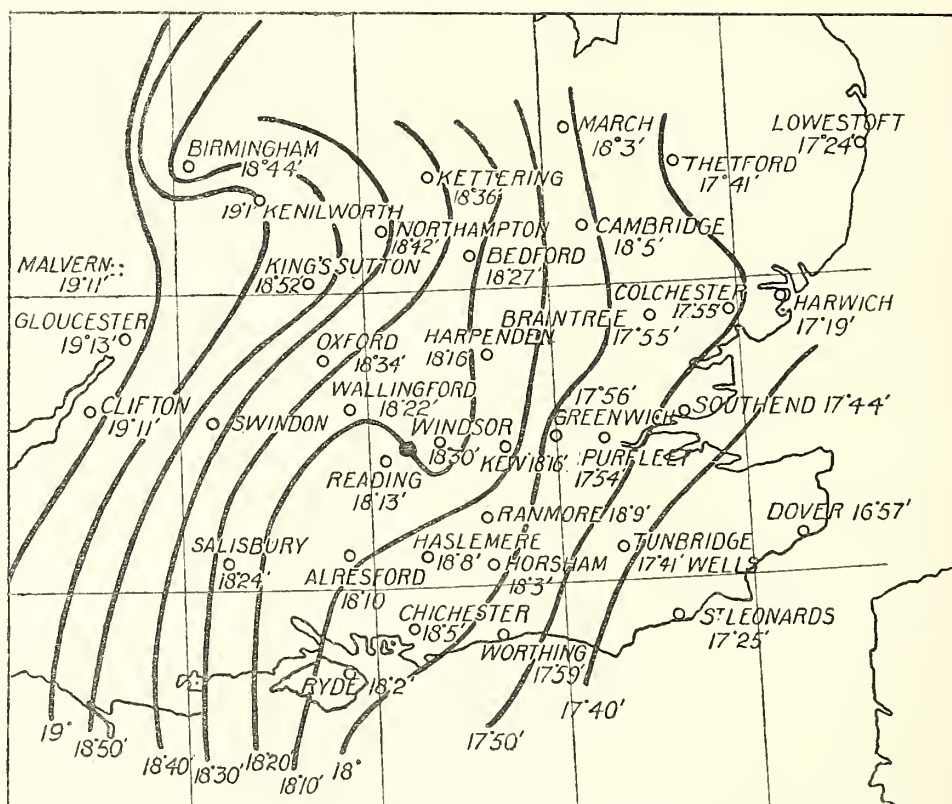 MARCH
18°3'
LOWESTOFT
17°24'
BIRMINGHAM
18°44'
THETFORD
17°41'
KETTERING
18°36'
19°1' KENILWORTH
NORTHAMPTON
18°42'
CAMBRIDGE
18°5'
MALVERN
19°11'
KING'S SUTTON
18°52'
BEDFORD
18°27'
COLCHESTER
17°55'
HARWICH
17°19'
GLOUCESTER
19°13'
BRAINTREE
17°55'
OXFORD
18°34'
HARPENDEN
18°16'
WALLINGFORD
18°22'
17°56'
GREENWICH
SOUTHEND 17°44'
CLIFTON
19°11'
SWINDON
WINDSOR
18°30'
KEW 18°16'
PURFLEET
17°54'
READING
18°13'
RANMORE 18°9'
DOVER 16°57'
SALISBURY
18°24'
HASLEMERE
18°8'
TUNBRIDGE
17°41' WELLS
ALRESFORD
18°10
HORSHAM
18°3'
CHICHESTER
18°5'
ST LEONARDS
17°25'
WORTHING
17°59'
RYDE 18°2'
19°
18°50'
18°40'
18°30'
18°20'
18°10'
18°
17°50'
17°40'